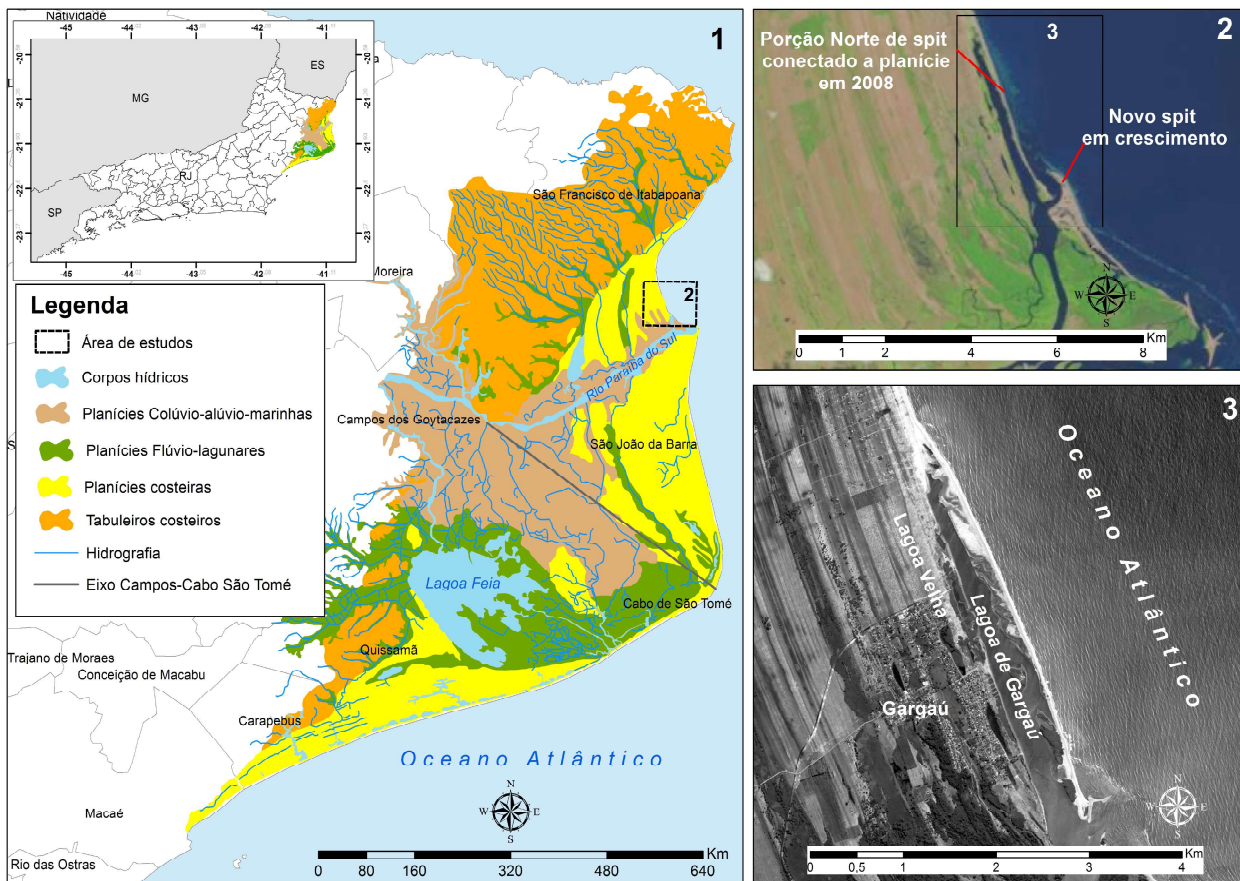 Natividade
1
-45
-44
-43
-42
-41
ES
MG
RJ
SP
-45
-44
-43
-42
-41
São Francisco de Itabapoana
Moreira
2
Rio Paraíba do Sul
Campos dos Goytacazes
São João da Barra
Lagoa Feia
Cabo de São Tomé
Quissamã
Trajano de Moraes
Conceição de Macabu
Carapebus
Oceano Atlântico
Macaé
Rio das Ostras
N
W E
S
Km
0 80 160 320 480 640
Legenda
Área de estudos
Corpos hídricos
Planícies Colúvio-alúvio-marinhas
Planícies Flúvio-lagunares
Planícies costeiras
Tabuleiros costeiros
Hidrografia
Eixo Campos-Cabo São Tomé
2
3
Porção Norte de spit
conectado a planície
em 2008
Novo spit
em crescimento
N
W E
S
Km
0 1 2 4 6 8
3
Oceano Atlântico
Lagoa Velha
Lagoa de Gargaú
Gargaú
N
W E
S
Km
0 0,5 1 2 3 4